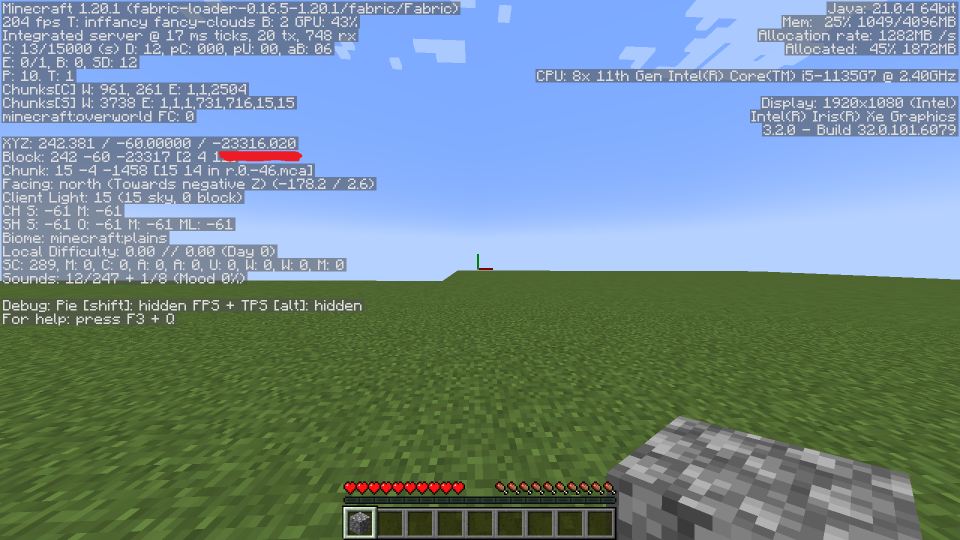 Minecraft 1.20.1 (fabric-loader-0.16.5-1.20.1/fabric/Fabric)
204 fps T: inffancy fancy-clouds B: 2 GPU: 43%
Integrated server @ 17 ms ticks, 20 tx, 748 rx
C: 13/15000 (s) D: 12, pC: 000, pU: 00, aB: 06
E: 0/1, B: 0, SD: 12
P: 10. T: 1
Chunks[C] W: 961, 261 E: 1,1,2504
Chunks[S] W: 3738 E: 1,1,1,731,716,15,15
minecraft:overworld FC: 0
XYZ: 242.381 / -60.00000 / -23316.020
Block: 242 -60 -23317 [2 4
Chunk: 15 -4 -1458 [15 14 in r.0.-46.mca]
Facing: north (Towards negative Z) (-178.2 / 2.6)
Client Light: 15 (15 sky, 0 block)
CH S: -61 M: -61
SH S: -61 O: -61 M: -61 ML: -61
Biome: minecraft:plains
Local Difficulty: 0.00 // 0.00 (Day 0)
SC: 289, M: 0, C: 0, A: 0, A: 0, U: 0, W: 0, W: 0, M: 0
Sounds: 12/247 + 1/8 (Mood 0%)
Debug: Pie [shift]: hidden FPS + TPS [alt]: hidden
For help: press F3 + Q
Java: 21.0.4 64bit
Mem: 25% 1049/4096MB
Allocation rate: 1282MB /s
Allocated: 45% 1872MB
CPU: 8x 11th Gen Intel(R) Core(TM) i5-1135G7 @ 2.40GHz
Display: 1920x1080 (Intel)
Intel(R) Iris(R) Xe Graphics
3.2.0 - Build 32.0.101.6079